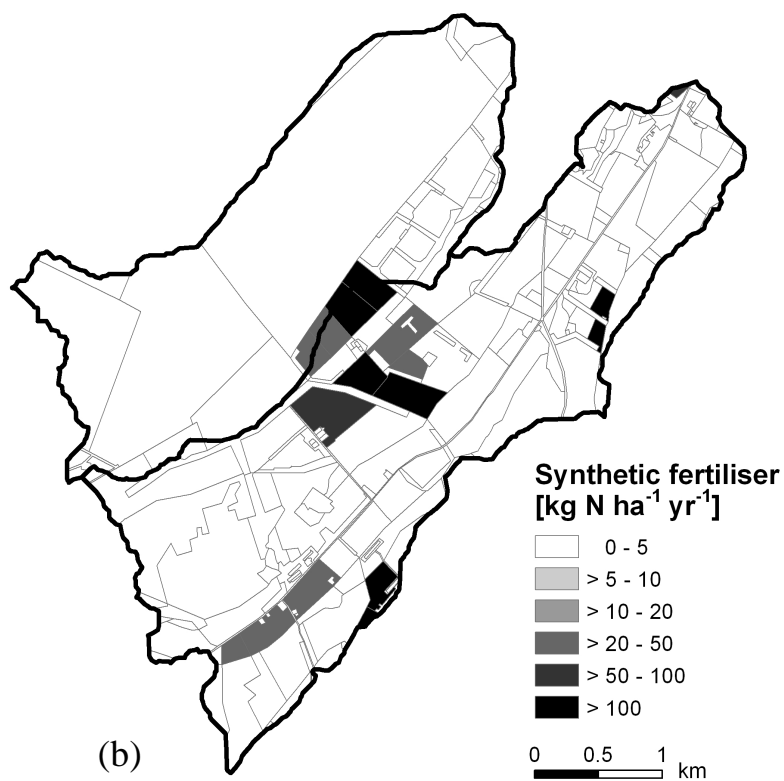 Synthetic fertiliser
[kg N ha⁻¹ yr⁻¹]
0 - 5
> 5 - 10
> 10 - 20
> 20 - 50
> 50 - 100
> 100
(b)
0 0.5 1
km